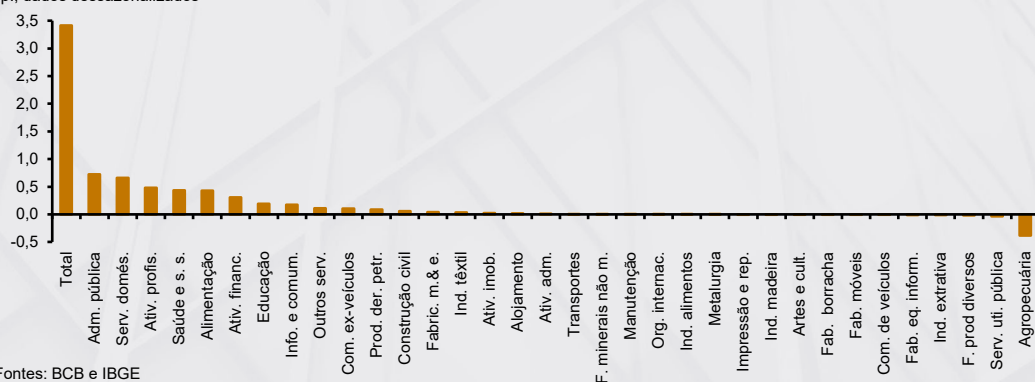 dados dessazonalizados
3,5
3,0
2,5
2,0
1,5
1,0
0,5
0,0
-0,5
Total
Adm. pública
Serv. domés.
Ativ. profis.
Saúde e s. s.
Alimentação
Ativ. financ.
Educação
Info. e comum.
Outros serv.
Com. ex-veículos
Prod. der. petr.
Construção civil
Fabric. m.& e.
Ind. têxtil
Ativ. imob.
Alojamento
Ativ. adm.
Transportes
F. minerais não m.
Manutenção
Org. internac.
Ind. alimentos
Metalurgia
Impressão e rep.
Ind. madeira
Artes e cult.
Fab. borracha
Fab. móveis
Com. de veículos
Fab. eq. inform.
Ind. extrativa
F. prod diversos
Serv. uti. pública
Agropecuária
Fontes: BCB e IBGE